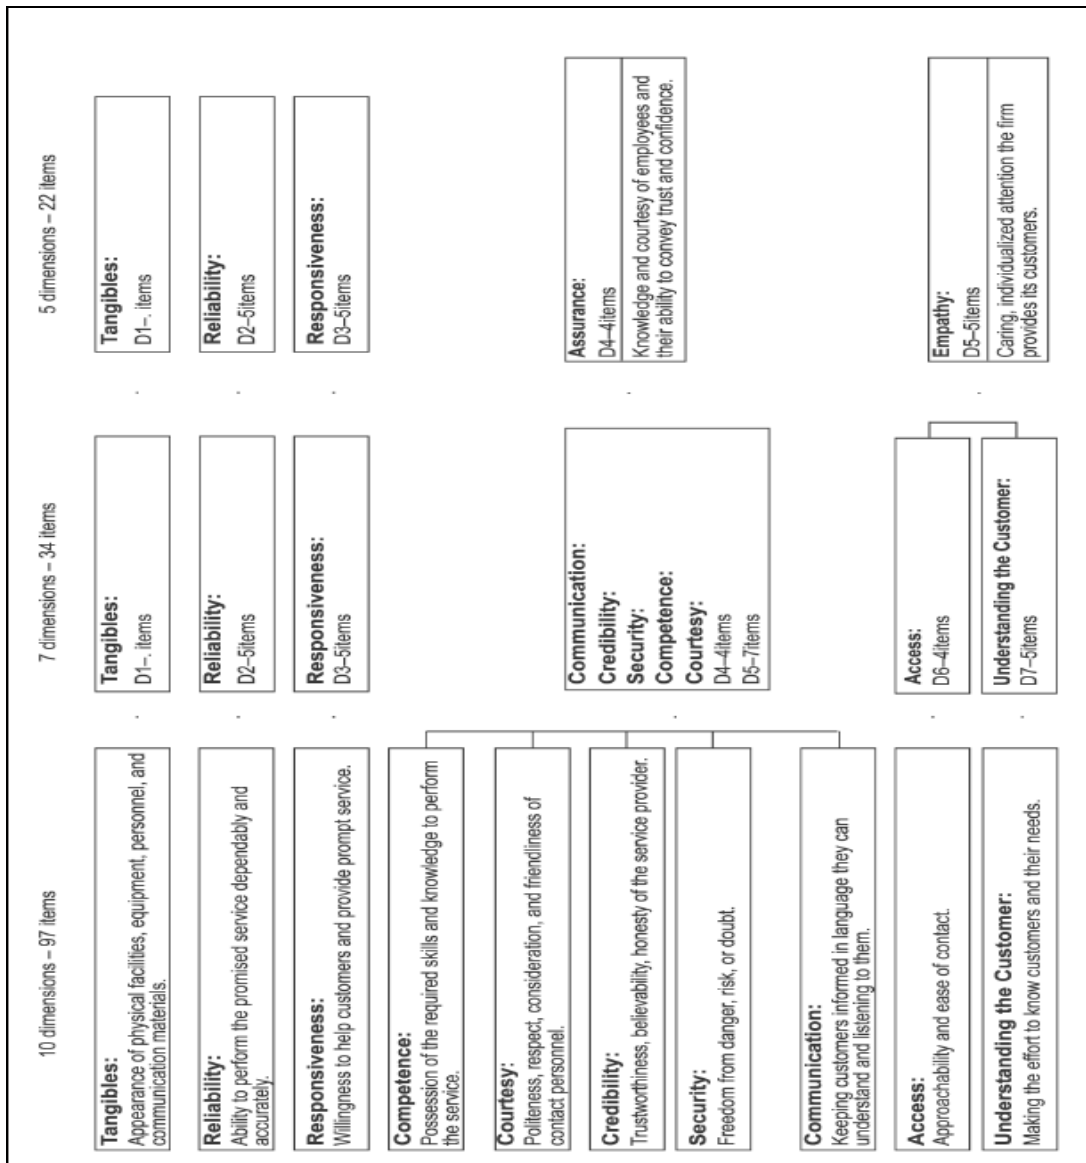 10 dimensions – 97 items
Tangibles:
Appearance of physical facilities, equipment, personnel, and
communication materials.
Reliability:
Ability to perform the promised service dependably and
accurately.
Responsiveness:
Willingness to help customers and provide prompt service.
Competence:
Possession of the required skills and knowledge to perform
the service.
Courtesy:
Politeness, respect, consideration, and friendliness of
contact personnel.
Credibility:
Trustworthiness, believability, honesty of the service provider.
Security:
Freedom from danger, risk, or doubt.
Communication:
Keeping customers informed in language they can
understand and listening to them.
Access:
Approachability and ease of contact.
Understanding the Customer:
Making the effort to know customers and their needs.
7 dimensions – 34 items
Tangibles:
D1–. items
Reliability:
D2–5items
Responsiveness:
D3–5items
Communication:
Credibility:
Security:
Competence:
Courtesy:
D4–4items
D5–7items
Access:
D6–4items
Understanding the Customer:
D7–5items
5 dimensions – 22 items
Tangibles:
D1–. items
Reliability:
D2–5items
Responsiveness:
D3–5items
Assurance:
D4–4items
Knowledge and courtesy of employees and
their ability to convey trust and confidence.
Empathy:
D5–5items
Caring, individualized attention the firm
provides its customers.